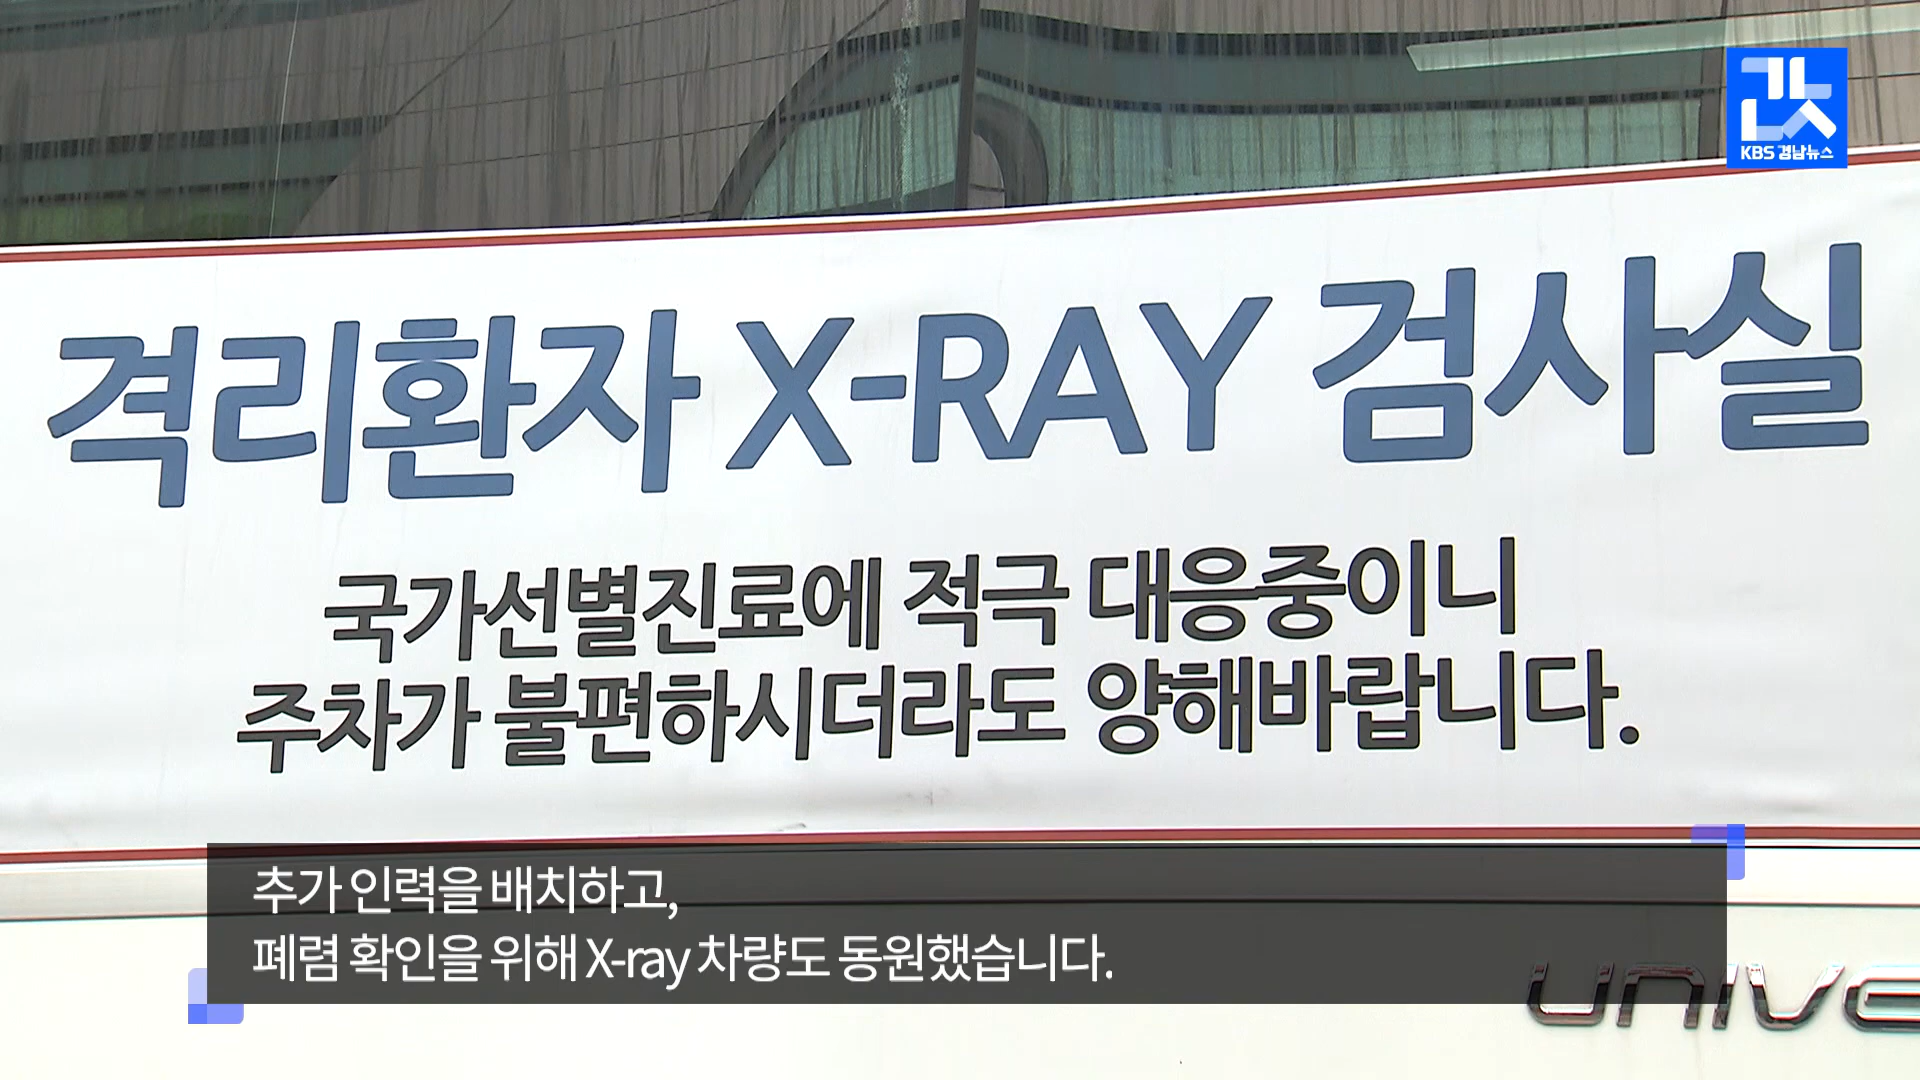 KBS 경남뉴스
격리환자 X-RAY 검사실
국가선별진료에 적극 대응중이니
주차가 불편하시더라도 양해바랍니다.
추가 인력을 배치하고,
폐렴 확인을 위해 X-ray 차량도 동원했습니다.
UNIVE